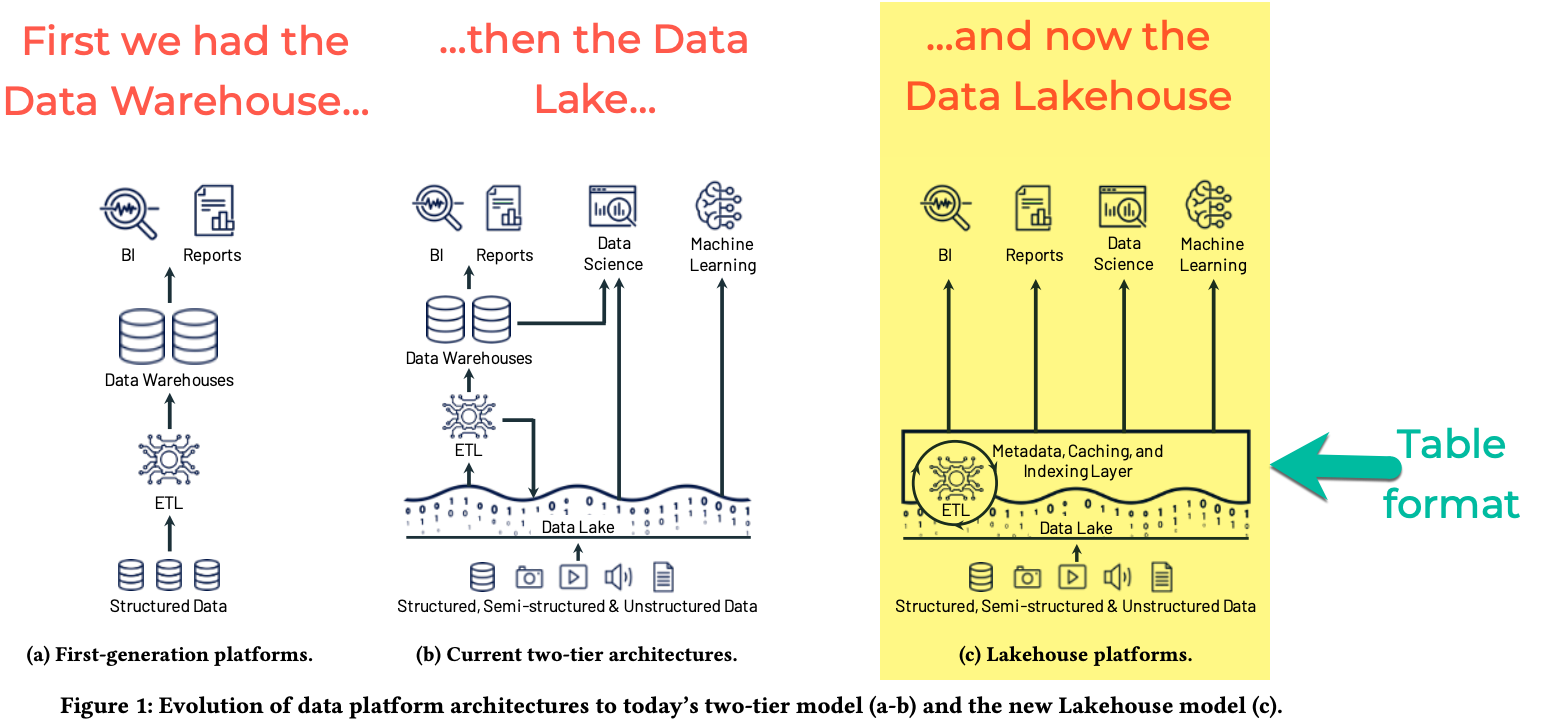 First we had the
Data Warehouse...
...then the Data
Lake...
...and now the
Data Lakehouse
BI
Reports
Data Warehouses
ETL
Structured Data
(a) First-generation platforms.
BI
Reports
Data
Science
Machine
Learning
Data Warehouses
ETL
Data Lake
Structured, Semi-structured & Unstructured Data
(b) Current two-tier architectures.
BI
Reports
Data
Science
Machine
Learning
Metadata, Caching, and
Indexing Layer
ETL
Data Lake
Structured, Semi-structured & Unstructured Data
(c) Lakehouse platforms.
Table
format
Figure 1: Evolution of data platform architectures to today's two-tier model (a-b) and the new Lakehouse model (c).